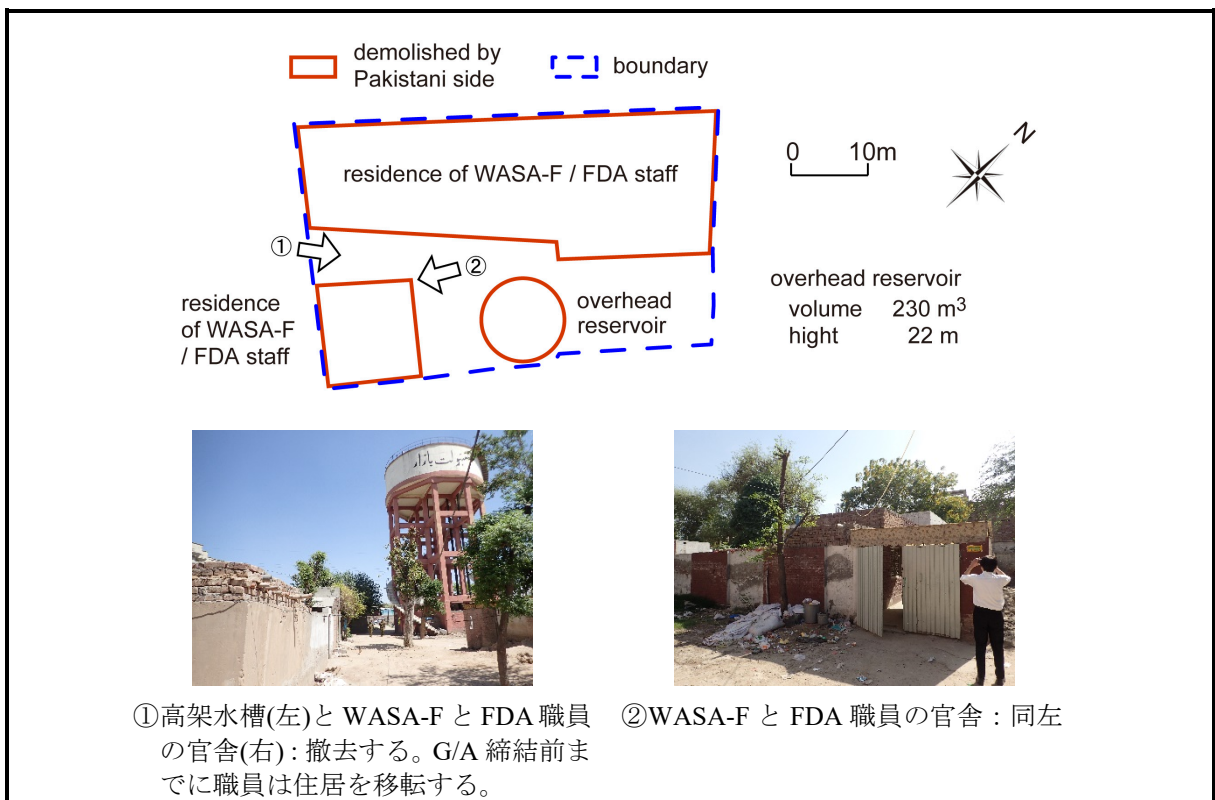 demolished by
Pakistani side
boundary
N
0 10m
residence of WASA-F / FDA staff
①
②
residence
of WASA-F
/ FDA staff
overhead
reservoir
overhead reservoir
volume 230 m³
hight 22 m
①高架水槽(左)と WASA-F と FDA 職員
の官舎(右) : 撤去する。G/A 締結前ま
でに職員は住居を移転する。
②WASA-F と FDA 職員の官舎 : 同左